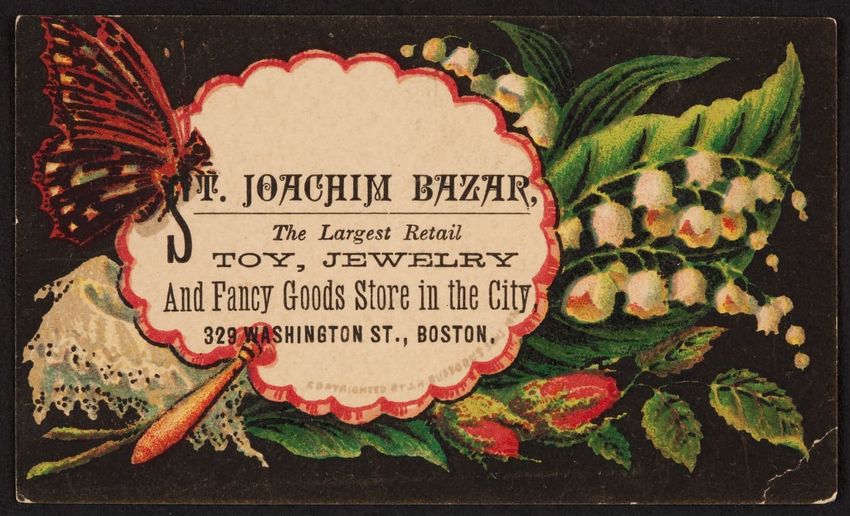 ST. JOACHIM BAZAR,
The Largest Retail
TOY, JEWELRY
And Fancy Goods Store in the City,
329 WASHINGTON ST., BOSTON.
COPYRIGHTED BY J.H. BUFFORD'S SONS